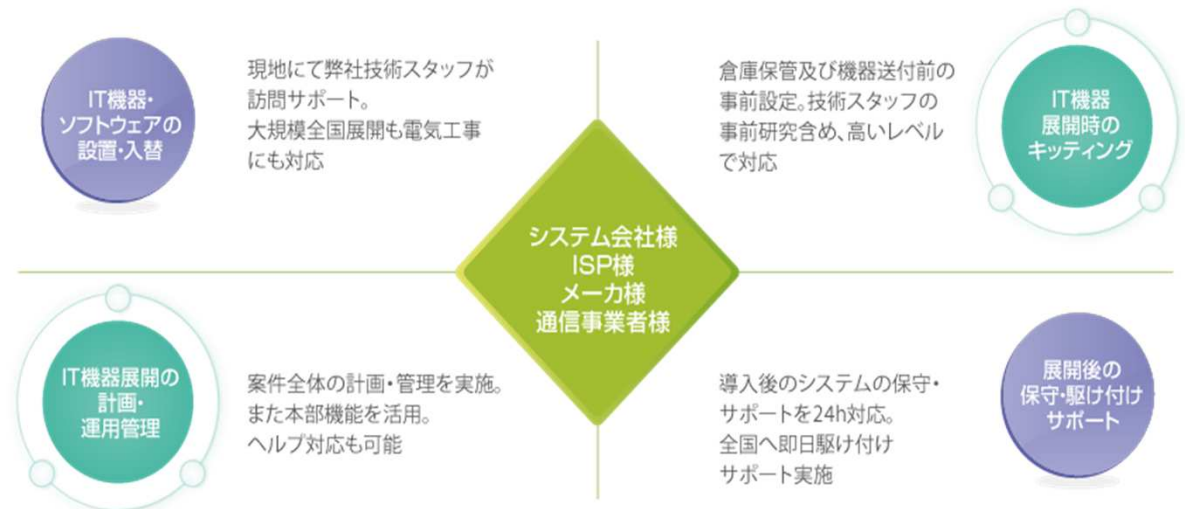 IT機器・
ソフトウェアの
設置・入替
現地にて弊社技術スタッフが
訪問サポート。
大規模全国展開も電気工事
にも対応
倉庫保管及び機器送付前の
事前設定。技術スタッフの
事前研究含め、高いレベル
で対応
IT機器
展開時の
キッティング
システム会社様
ISP様
メーカ様
通信事業者様
IT機器展開の
計画・
運用管理
案件全体の計画・管理を実施。
また本部機能を活用。
ヘルプ対応も可能
導入後のシステムの保守・
サポートを24h対応。
全国へ即日駆け付け
サポート実施
展開後の
保守・駆け付け
サポート